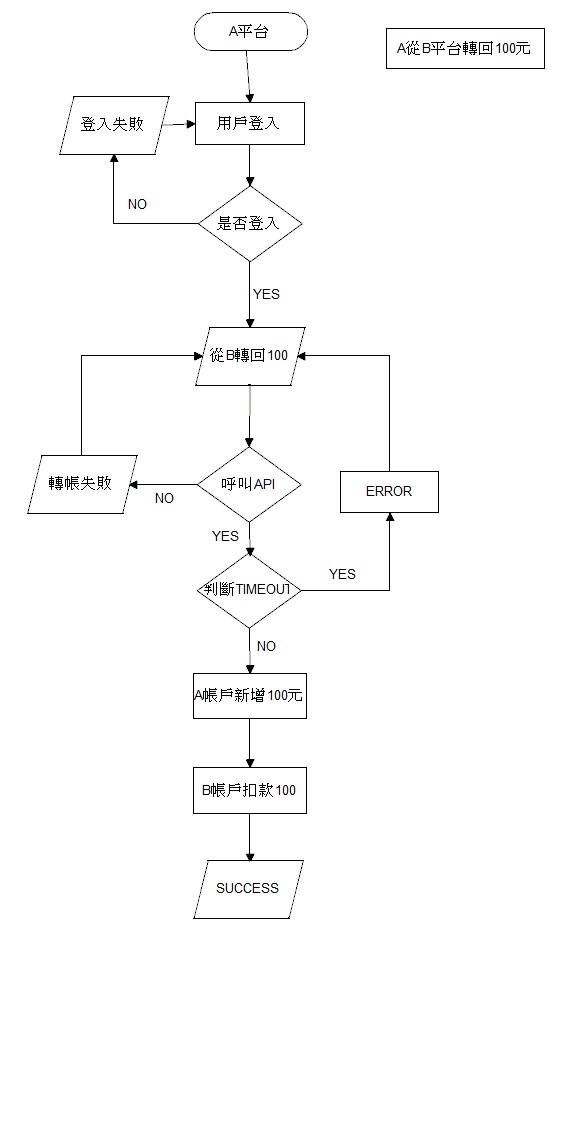 A平台
A從B平台轉回100元
登入失敗
用戶登入
NO
是否登入
YES
從B轉回100
轉帳失敗
NO
呼叫API
ERROR
YES
判斷TIMEOUT
YES
NO
A帳戶新增100元
B帳戶扣款100
SUCCESS